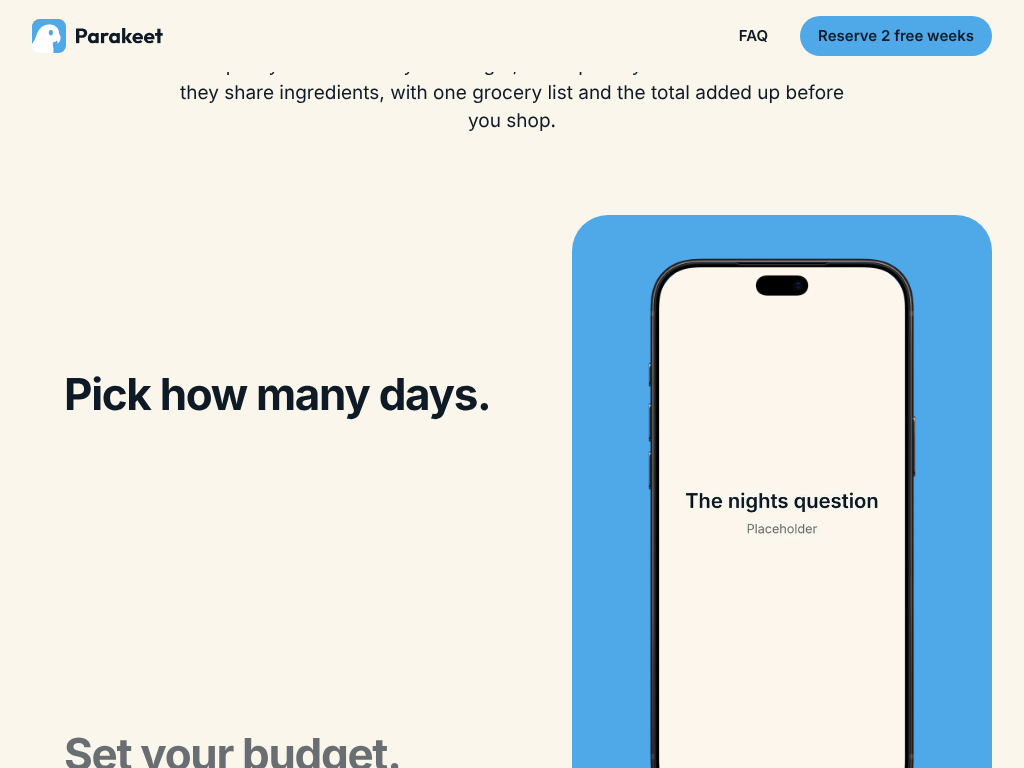 Parakeet
FAQ
Reserve 2 free weeks
they share ingredients, with one grocery list and the total added up before
you shop.
Pick how many days.
The nights question
Placeholder
Set your budget.